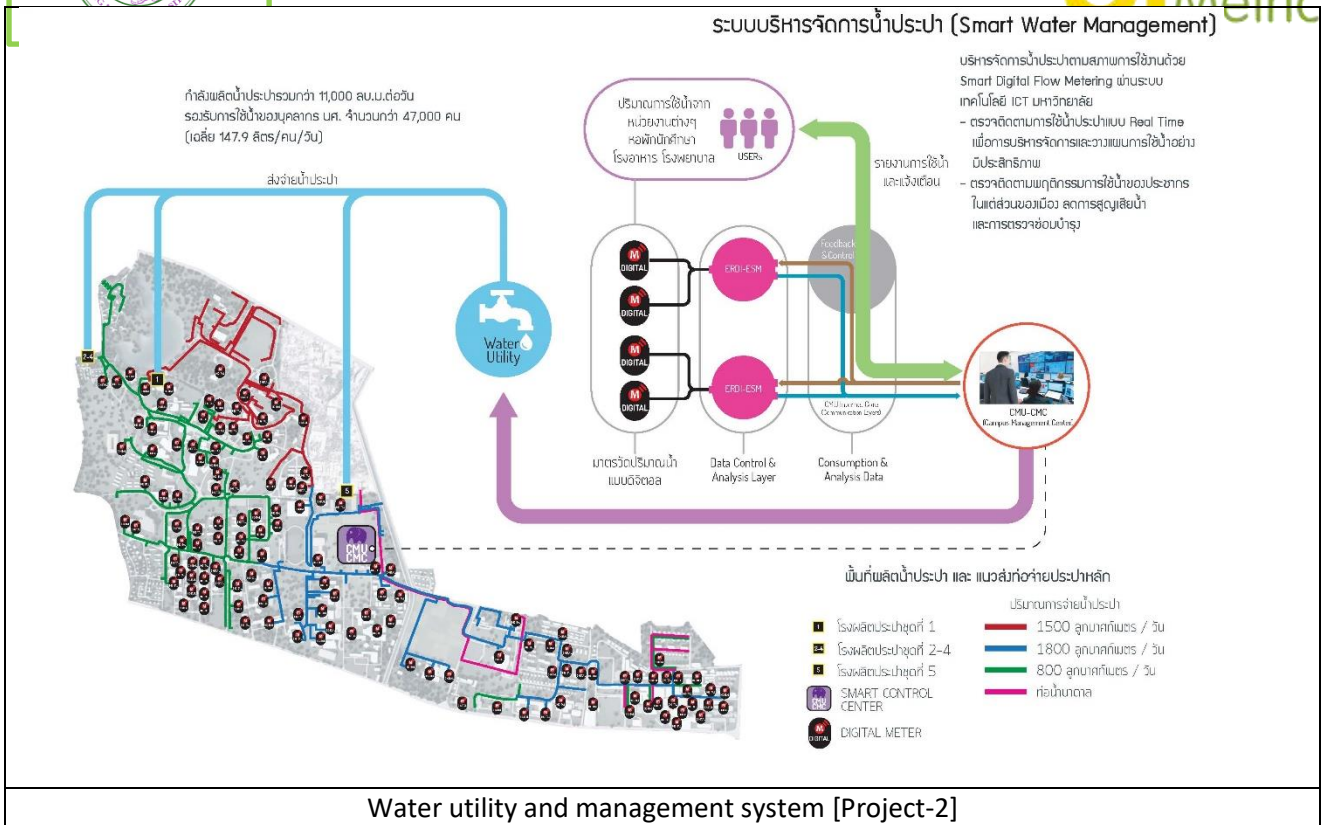 ระบบบริหารจัดการน้ำประปา (Smart Water Management)
กำลังผลิตน้ำประปารวมกว่า 11,000 ลบ.ม.ต่อวัน
รองรับการใช้น้ำของบุคลากร นศ. จำนวนกว่า 47,000 คน
(เฉลี่ย 147.9 ลิตร/คน/วัน)
ส่งจ่ายน้ำประปา
ปริมาณการใช้น้ำจาก
หน่วยงานต่างๆ
หอพักนักศึกษา
โรงอาหาร โรงพยาบาล
USERs
รายงานการใช้น้ำ
และแจ้งเตือน
บริหารจัดการน้ำประปาตามสภาพการใช้งานด้วย
Smart Digital Flow Metering ผ่านระบบ
เทคโนโลยี ICT มหาวิทยาลัย
- ตรวจติดตามการใช้น้ำประปาแบบ Real Time
เพื่อการบริหารจัดการและวางแผนการใช้น้ำอย่าง
มีประสิทธิภาพ
- ตรวจติดตามพฤติกรรมการใช้น้ำของประชากร
ในแต่ส่วนของเมือง ลดการสูญเสียน้ำ
และการตรวจซ่อมบำรุง
Water
Utility
M
DIGITAL
M
DIGITAL
M
DIGITAL
M
DIGITAL
ERDI-ESM
ERDI-ESM
Feedback
& Control
CMU-CMC
(Campus Management Center)
มาตรวัดปริมาณน้ำ
แบบดิจิตอล
Data Control &
Analysis Layer
Consumption &
Analysis Data
2-4
1
5
CMU
CMC
พื้นที่ผลิตน้ำประปา และ แนวส่งท่อจ่ายประปาหลัก
ปริมาณการจ่ายน้ำประปา
1 โรงผลิตประปาชุดที่ 1
2-4 โรงผลิตประปาชุดที่ 2-4
5 โรงผลิตประปาชุดที่ 5
SMART CONTROL
CENTER
DIGITAL METER
1500 ลูกบาศก์เมตร / วัน
1800 ลูกบาศก์เมตร / วัน
800 ลูกบาศก์เมตร / วัน
ท่อน้ำบาดาล
Water utility and management system [Project-2]